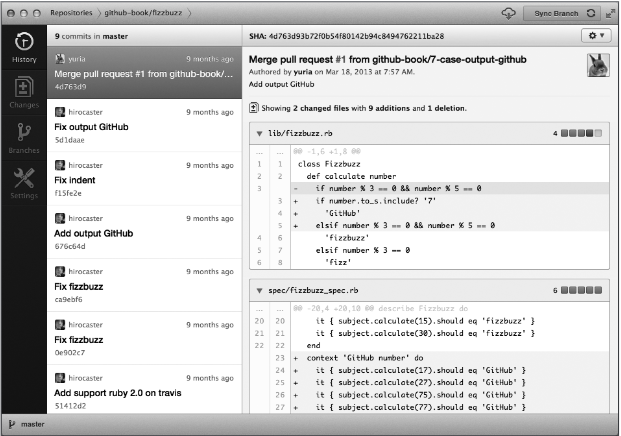 Repositories github-book/fizzbuzz Sync Branch
History
Changes
Branches
Settings
9 commits in master
yuria 9 months ago
Merge pull request #1 from github-book/...
4d763d9
hirocaster 9 months ago
Fix output GitHub
5d1daae
hirocaster 9 months ago
Fix indent
f15fe2e
hirocaster 9 months ago
Add output GitHub
676c64d
hirocaster 9 months ago
Fix fizzbuzz
ca9ebf6
hirocaster 9 months ago
Fix fizzbuzz
0e902c7
hirocaster 9 months ago
Add support ruby 2.0 on travis
51412d2
SHA: 4d763d93b72f0b54f80142b94c8494762211ba28
Merge pull request #1 from github-book/7-case-output-github
Authored by yuria on Mar 18, 2013 at 7:57 AM.
Add output GitHub
Showing 2 changed files with 9 additions and 1 deletion.
lib/fizzbuzz.rb 4
... ... @@ -1,6 +1,8 @@
1 1 class Fizzbuzz
2 2 def calculate number
3 - if number % 3 == 0 && number % 5 == 0
3 + if number.to_s.include? '7'
4 + 'GitHub'
5 + elsif number % 3 == 0 && number % 5 == 0
4 6 'fizzbuzz'
5 7 elsif number % 3 == 0
6 8 'fizz'
spec/fizzbuzz_spec.rb 6
... ... @@ -20,4 +20,10 @@ describe Fizzbuzz do
20 20 it { subject.calculate(15).should eq 'fizzbuzz' }
21 21 it { subject.calculate(30).should eq 'fizzbuzz' }
22 22 end
23 + context 'GitHub number' do
24 + it { subject.calculate(17).should eq 'GitHub' }
25 + it { subject.calculate(27).should eq 'GitHub' }
26 + it { subject.calculate(75).should eq 'GitHub' }
27 + it { subject.calculate(77).should eq 'GitHub' }
master